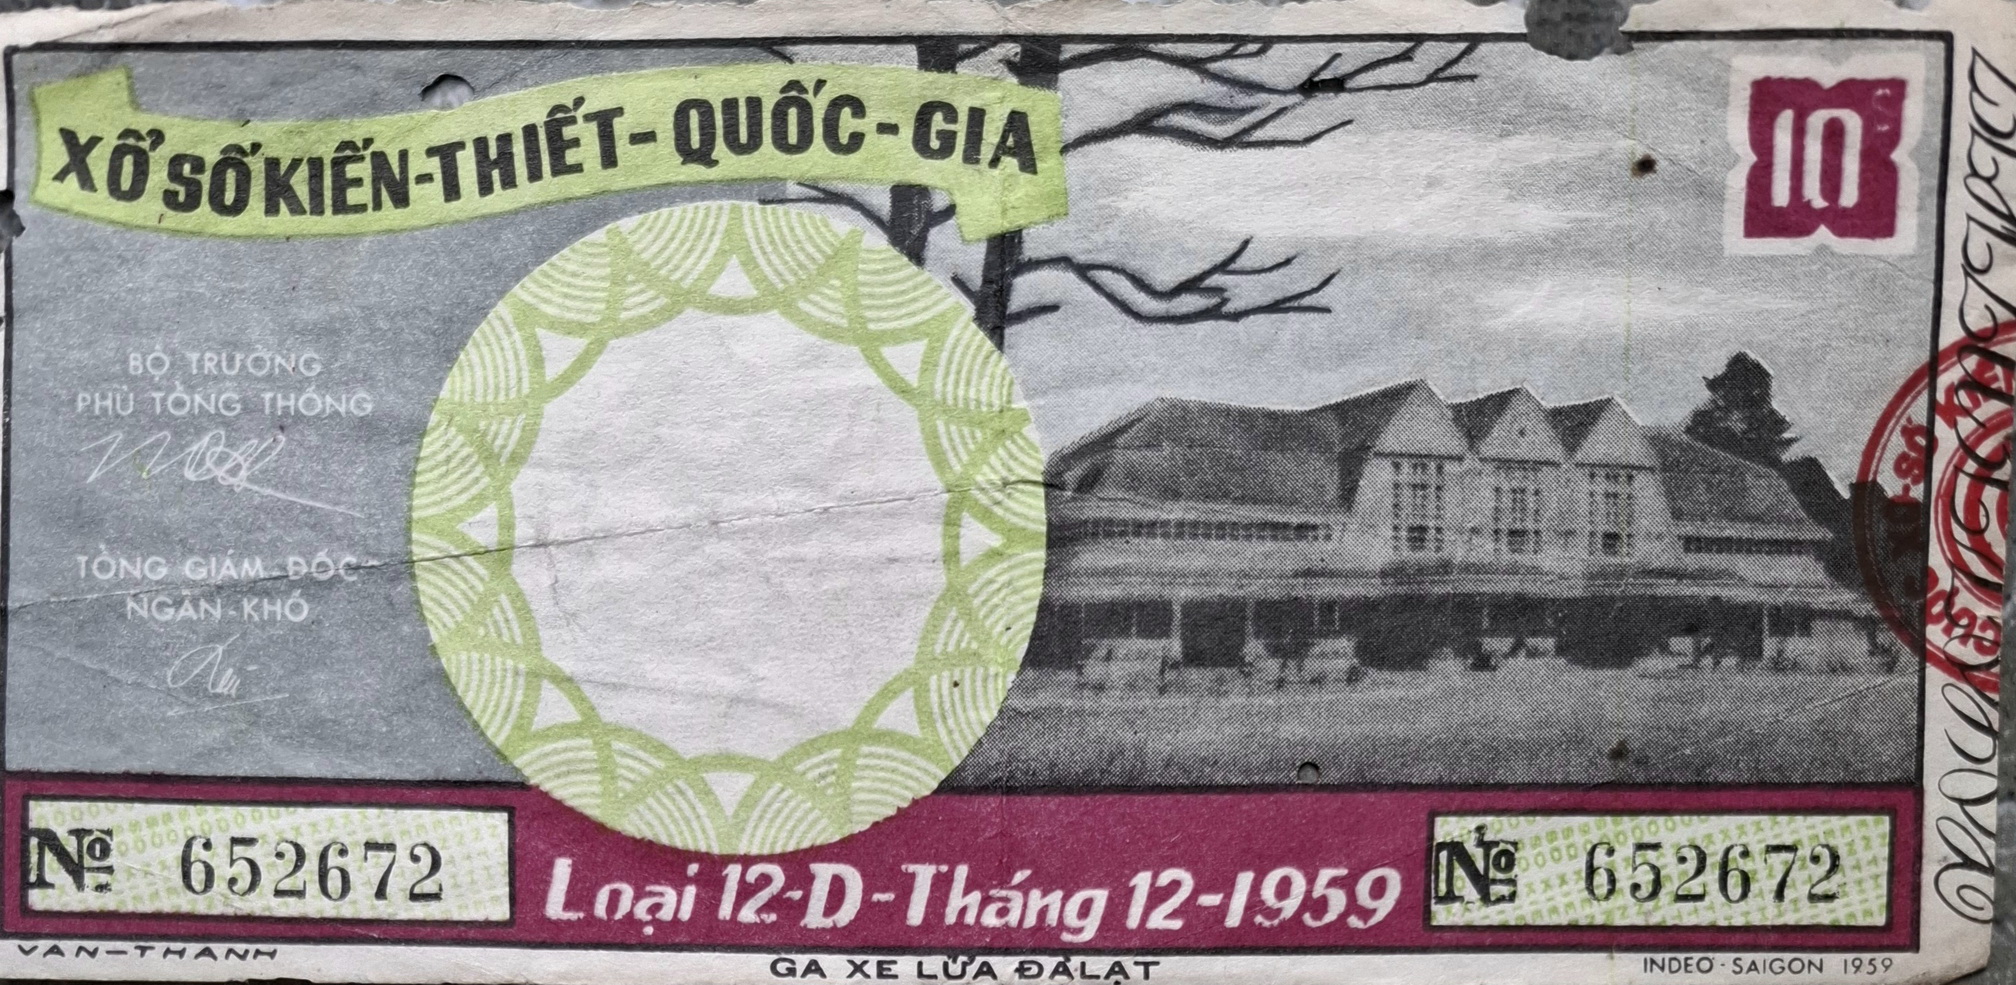 XỔ SỐ KIẾN-THIẾT-QUỐC-GIA
10$
BỘ TRƯỞNG
PHỦ TỔNG THỐNG
TỔNG GIÁM-ĐỐC
NGÂN-KHỐ
Nº 652672
Loại 12-D-Tháng 12-1959
Nº 652672
VAN-THANH
GA XE LỬA ĐÀLẠT
INDEO-SAIGON 1959